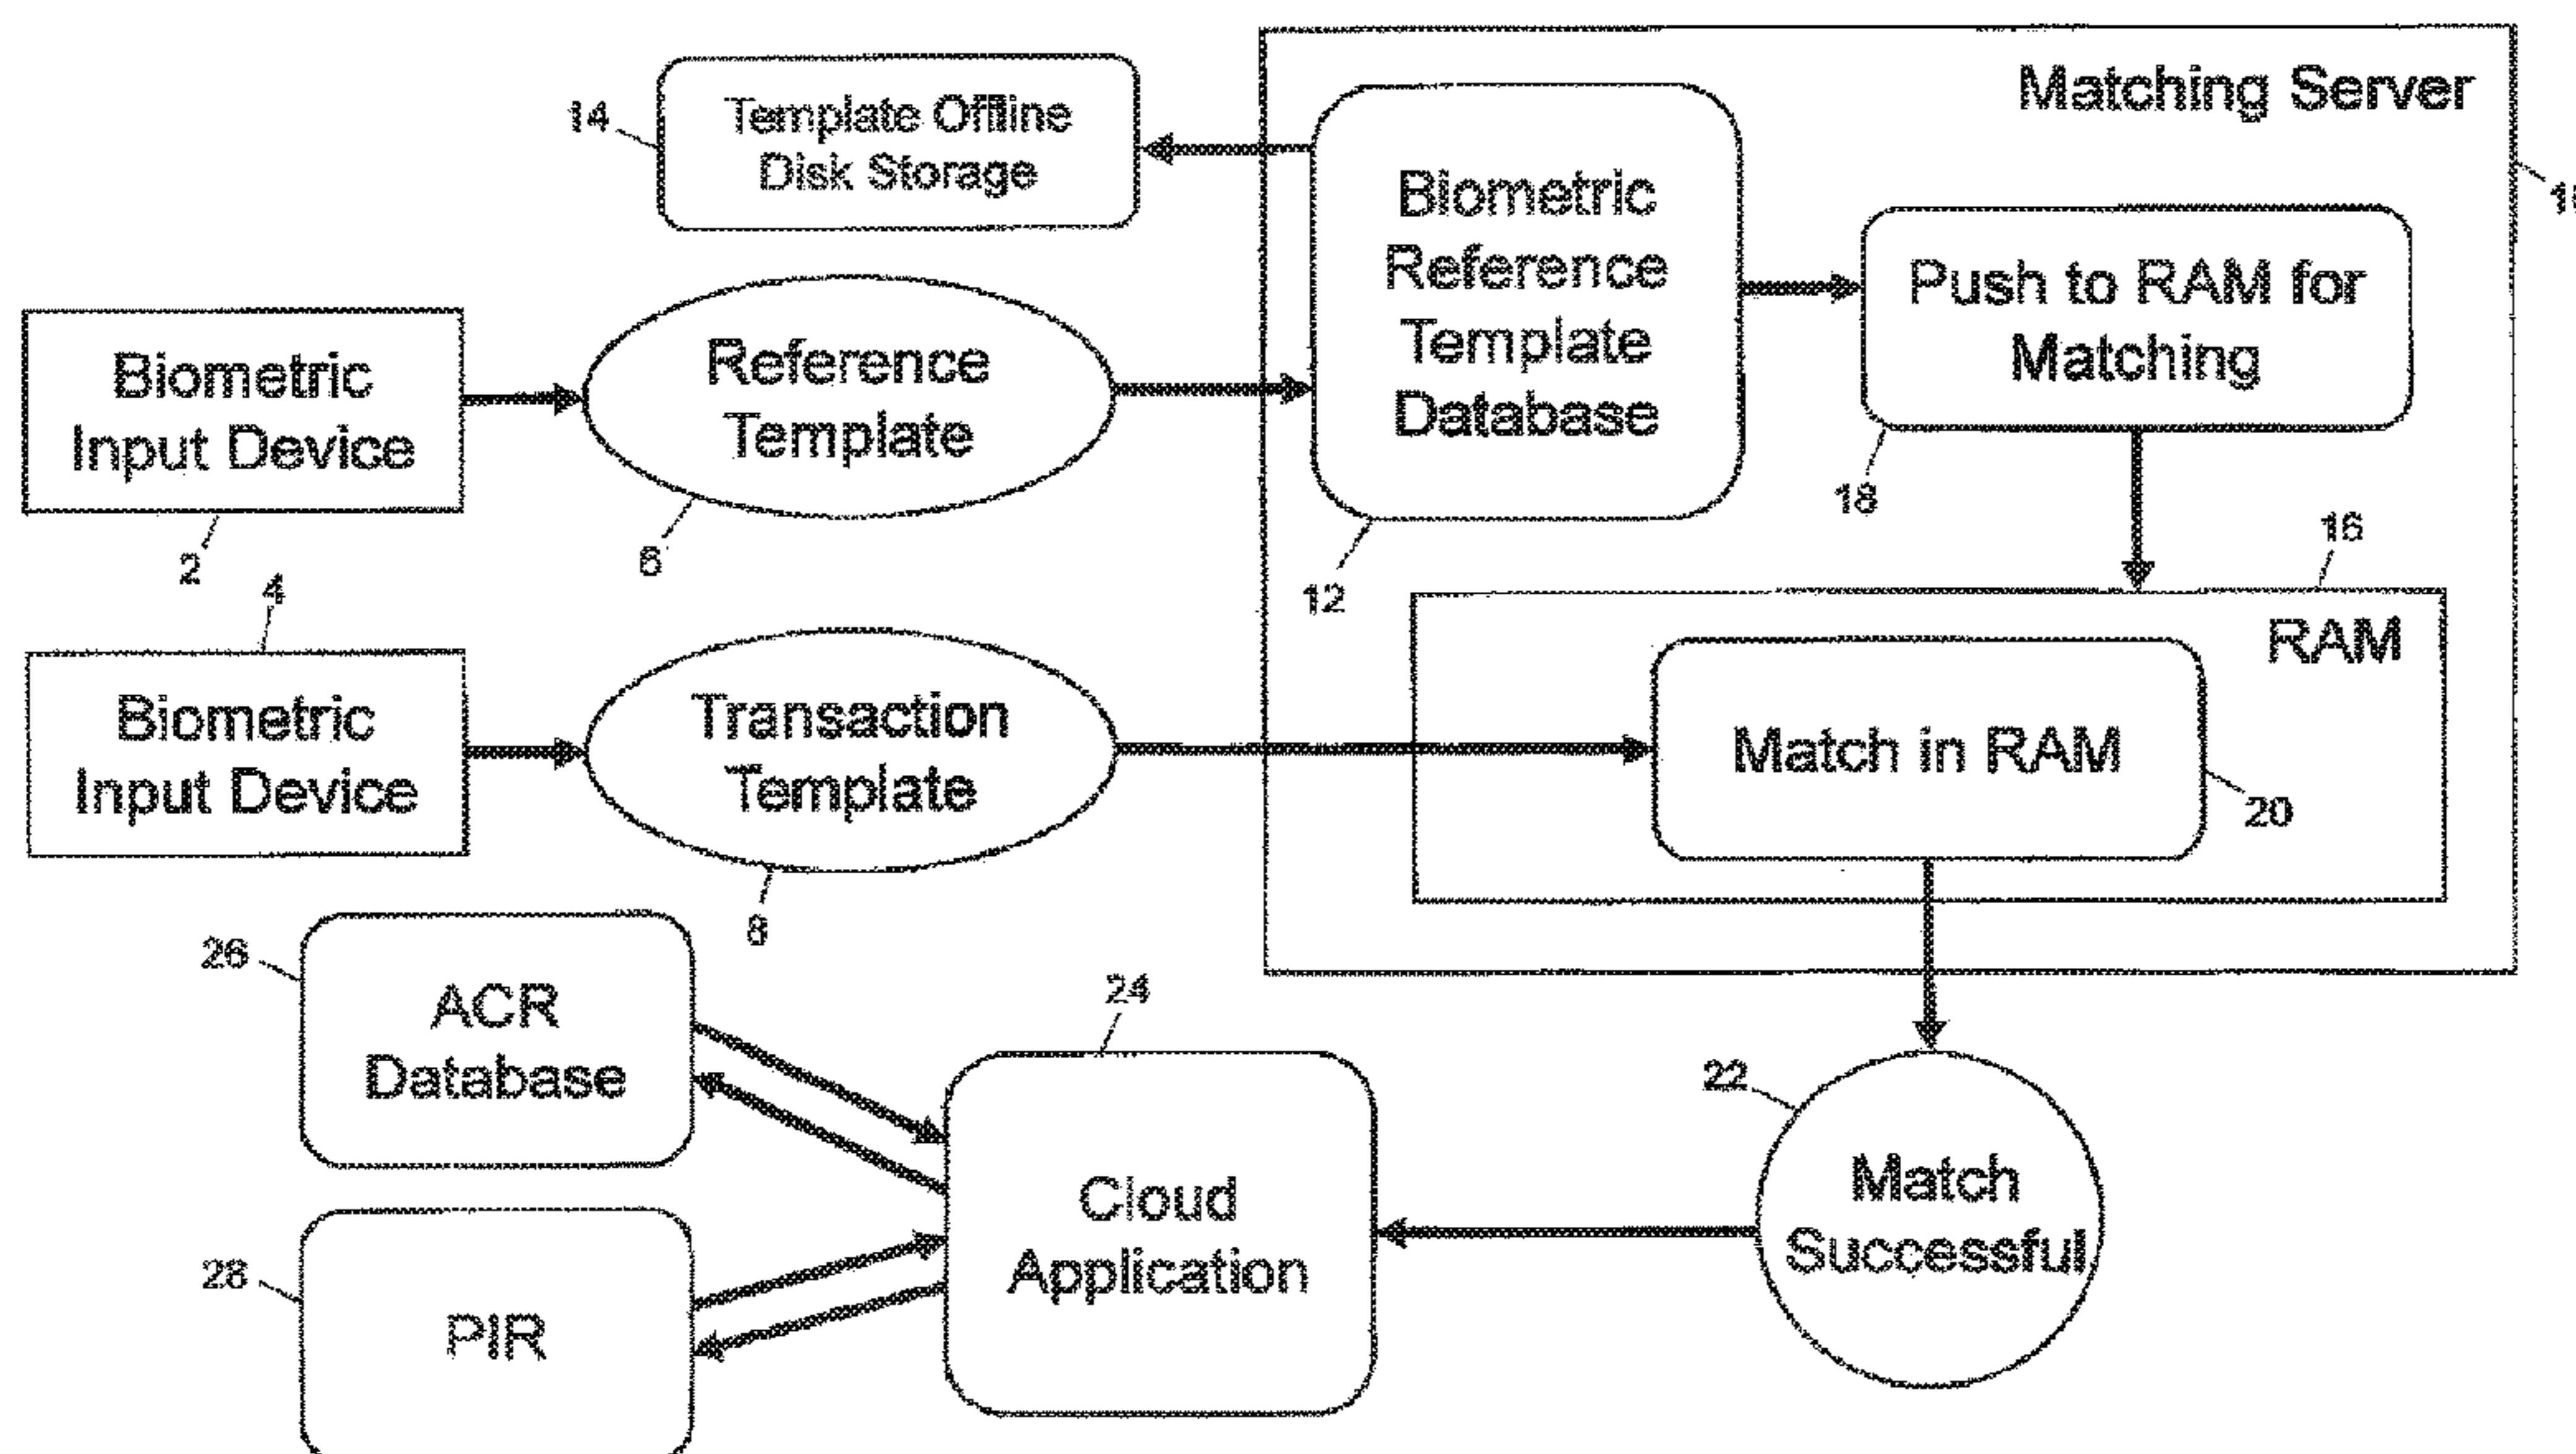 Matching Server
14
Template Offline
Disk Storage
Biometric
Reference
Template
Database
Push to RAM for
Matching
18
Biometric
Input Device
2
Reference
Template
6
12
16
RAM
4
Biometric
Input Device
Transaction
Template
Match in RAM
20
26
ACR
Database
24
Cloud
Application
22
Match
Successful
28
PIR